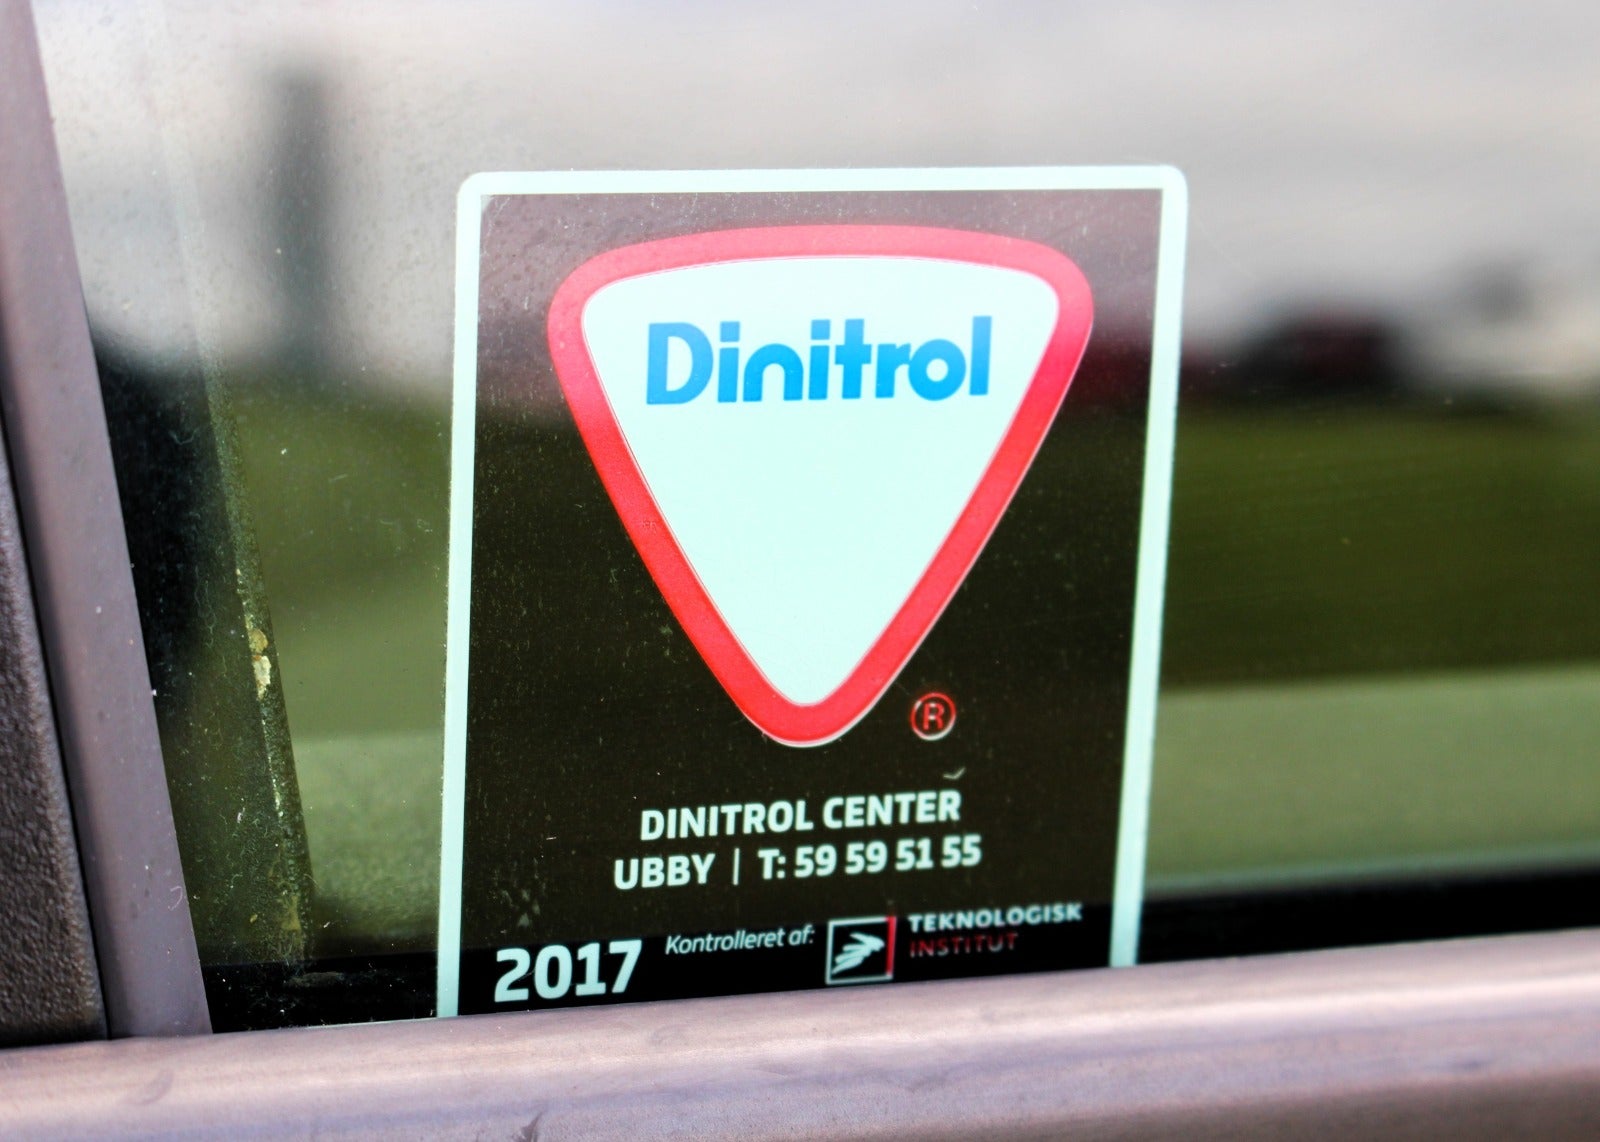 Dinitrol
®
DINITROL CENTER
UBBY | T: 59 59 51 55
2017 Kontrolleret af: TEKNOLOGISK
INSTITUT